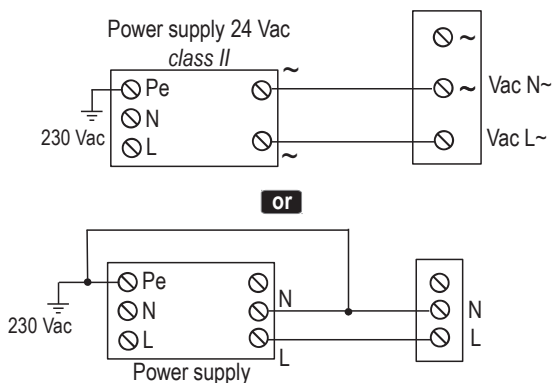 Power supply 24 Vac
class II
~
~
Pe
~
Vac N~
N
230 Vac
L
Vac L~
~
or
Pe
N
N
N
230 Vac
L
L
L
Power supply